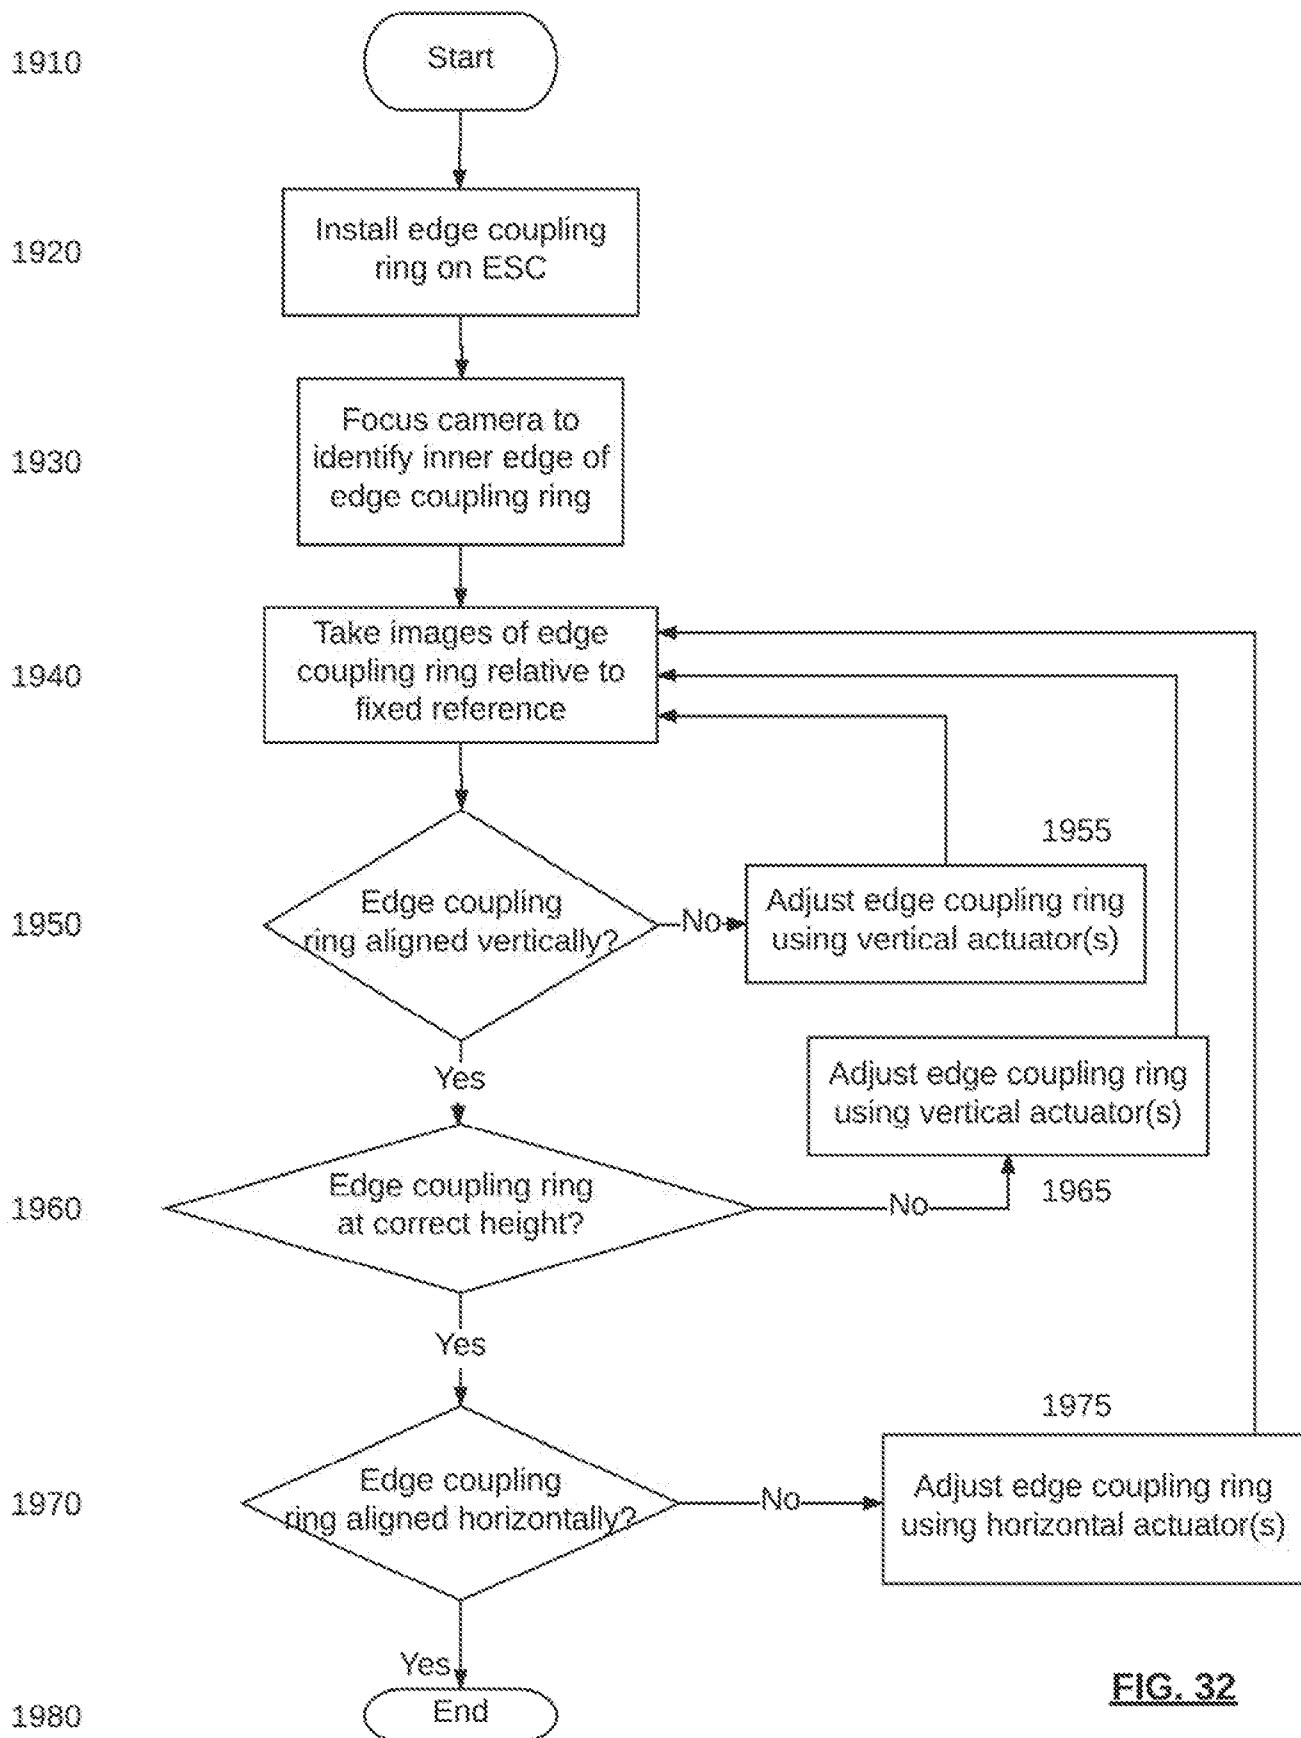 1910
Start
1920
Install edge coupling
ring on ESC
1930
Focus camera to
identify inner edge of
edge coupling ring
1940
Take images of edge
coupling ring relative to
fixed reference
1955
1950
Edge coupling
ring aligned vertically?
No
Adjust edge coupling ring
using vertical actuator(s)
Yes
Adjust edge coupling ring
using vertical actuator(s)
1965
1960
Edge coupling ring
at correct height?
No
Yes
1975
1970
Edge coupling
ring aligned horizontally?
No
Adjust edge coupling ring
using horizontal actuator(s)
Yes
FIG. 32
1980
End